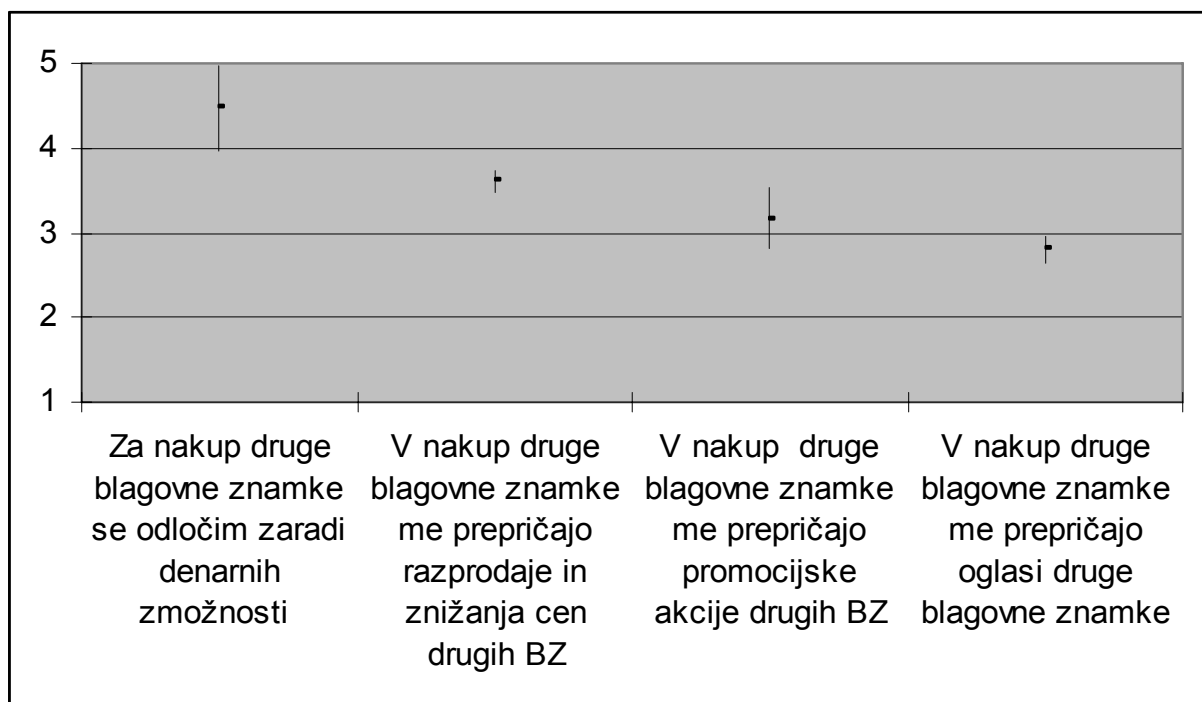 5
4
3
2
1
Za nakup druge
blagovne znamke
se odločim zaradi
denarnih
zmožnosti
V nakup druge
blagovne znamke
me prepričajo
razprodaje in
znižanja cen
drugih BZ
V nakup druge
blagovne znamke
me prepričajo
promocijske
akcije drugih BZ
V nakup druge
blagovne znamke
me prepričajo
oglasi druge
blagovne znamke